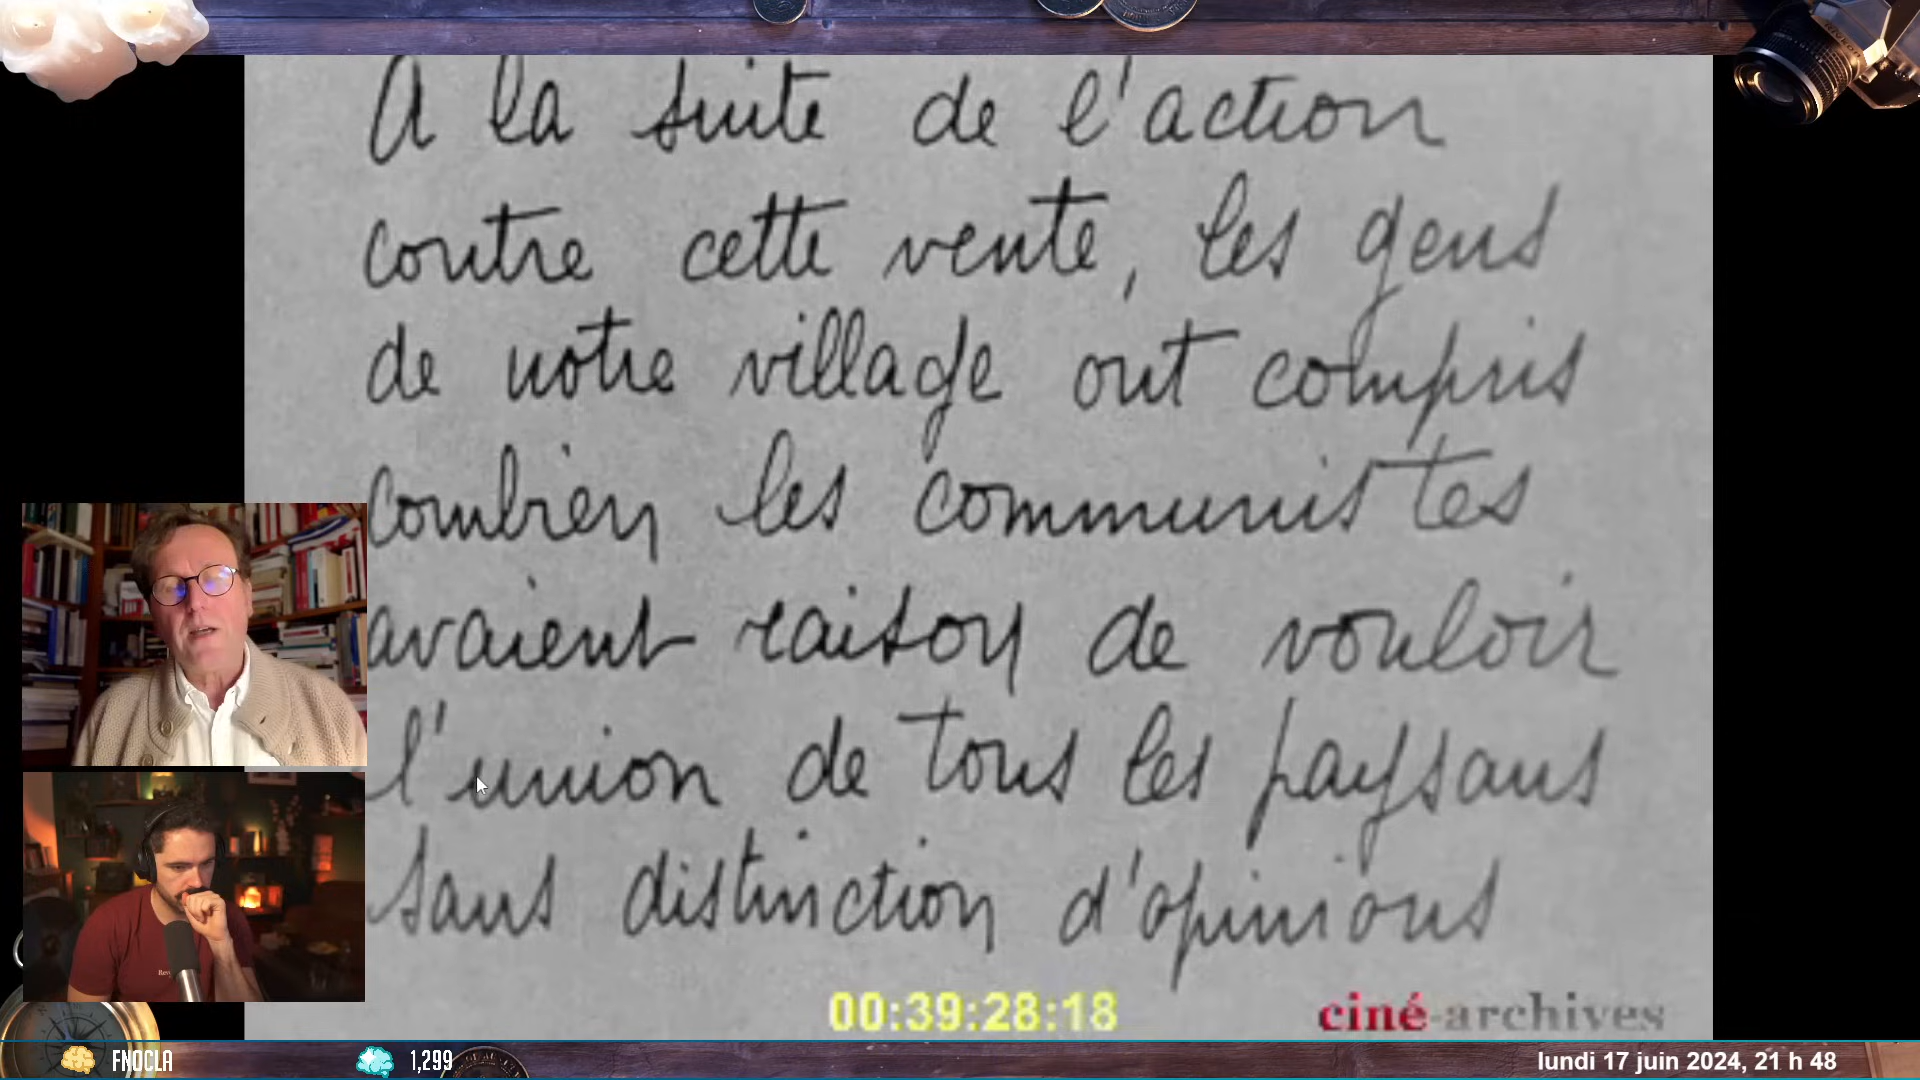 A la suite de l'action
contre cette vente, les gens
de notre village ont compris
combien les communistes
avaient raison de vouloir
l'union de tous les paysans
sans distinction d'opinions
00:39:28:18
ciné-archives
FNOCLA
1,299
lundi 17 juin 2024, 21 h 48